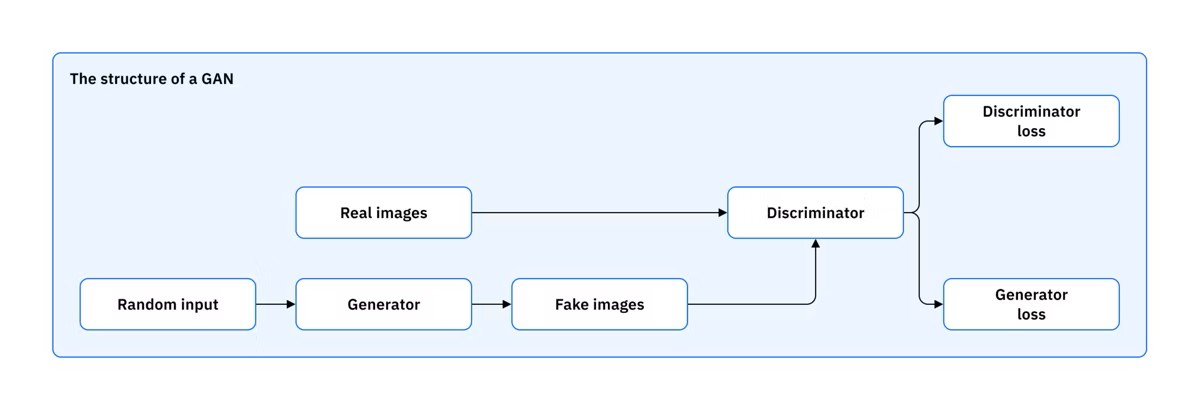 The structure of a GAN
Discriminator
loss
Real images
Discriminator
Random input
Generator
Fake images
Generator
loss